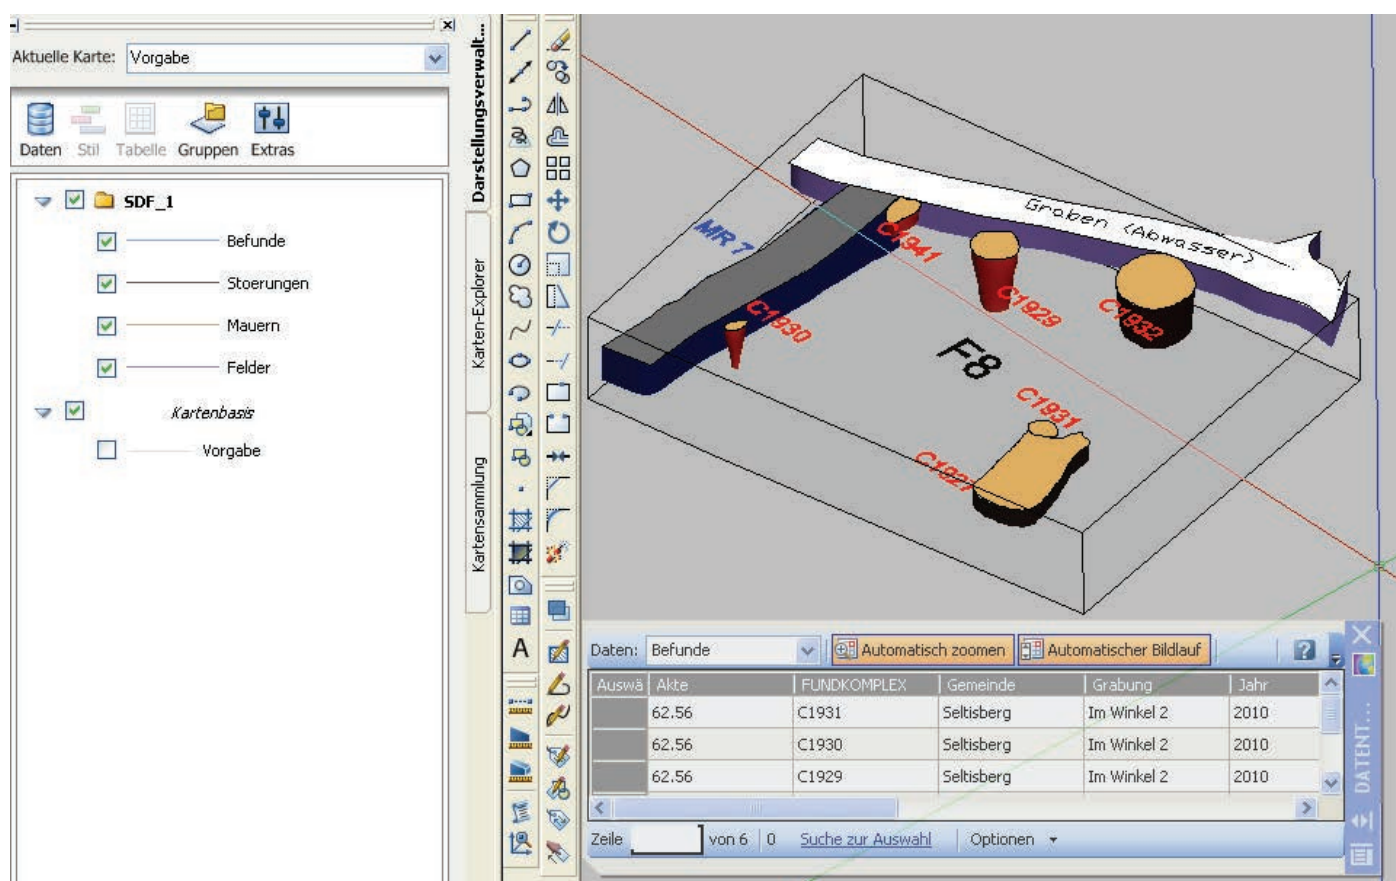 Aktuelle Karte: Vorgabe
Daten Stil Tabelle Gruppen Extras
SDF_1
Befunde
Stoerungen
Mauern
Felder
Kartenbasis
Vorgabe
Darstellungsverwalt...
Karten-Explorer
Kartensammlung
A
Graben (Abwasser)
MR 7
C1941
C1929
C1932
C1930
F8
C1931
C1927
Daten: Befunde Automatisch zoomen Automatischer Bildlauf
Auswä Akte FUNDKOMPLEX Gemeinde Grabung Jahr
62.56 C1931 Seltisberg Im Winkel 2 2010
62.56 C1930 Seltisberg Im Winkel 2 2010
62.56 C1929 Seltisberg Im Winkel 2 2010
Zeile von 6 0 Suche zur Auswahl Optionen
DATENT...